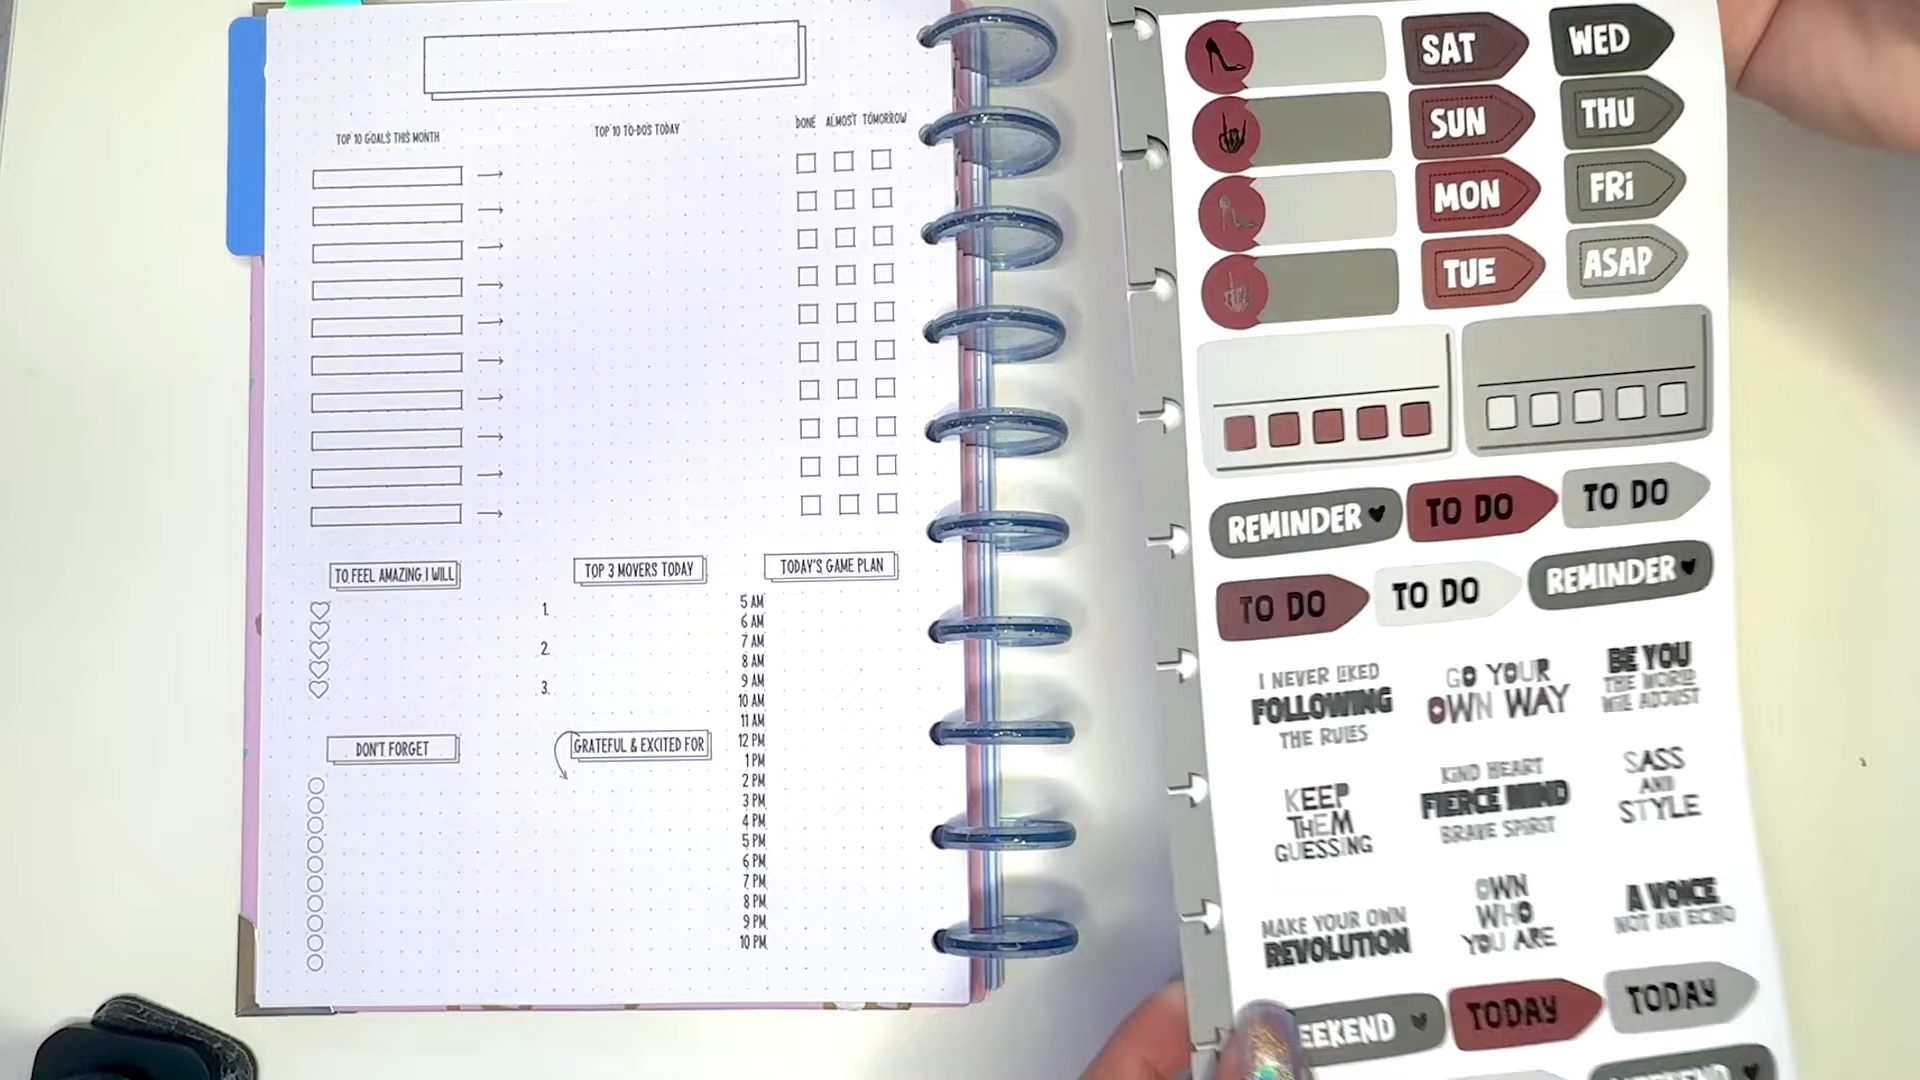 TOP 10 GOALS THIS MONTH
TOP 10 TO-DOS TODAY
DONE ALMOST TOMORROW
TO FEEL AMAZING I WILL
TOP 3 MOVERS TODAY
1.
2.
3.
TODAY'S GAME PLAN
5 AM
6 AM
7 AM
8 AM
9 AM
10 AM
11 AM
12 PM
1 PM
2 PM
3 PM
4 PM
5 PM
6 PM
7 PM
8 PM
9 PM
10 PM
DON'T FORGET
GRATEFUL & EXCITED FOR
SAT
WED
SUN
THU
MON
FRi
TUE
ASAP
REMINDER
TO DO
TO DO
TO DO
TO DO
REMINDER
I NEVER LIKED
FOLLOWING
THE RULES
GO YOUR
OWN WAY
BE YOU
THE WORLD
WILL ADJUST
KEEP
THEM
GUESSING
KIND HEART
FIERCE MIND
BRAVE SPIRIT
SASS
AND
STYLE
MAKE YOUR OWN
REVOLUTION
OWN
WHO
YOU ARE
A VOICE
NOT AN ECHO
EEKEND
TODAY
TODAY